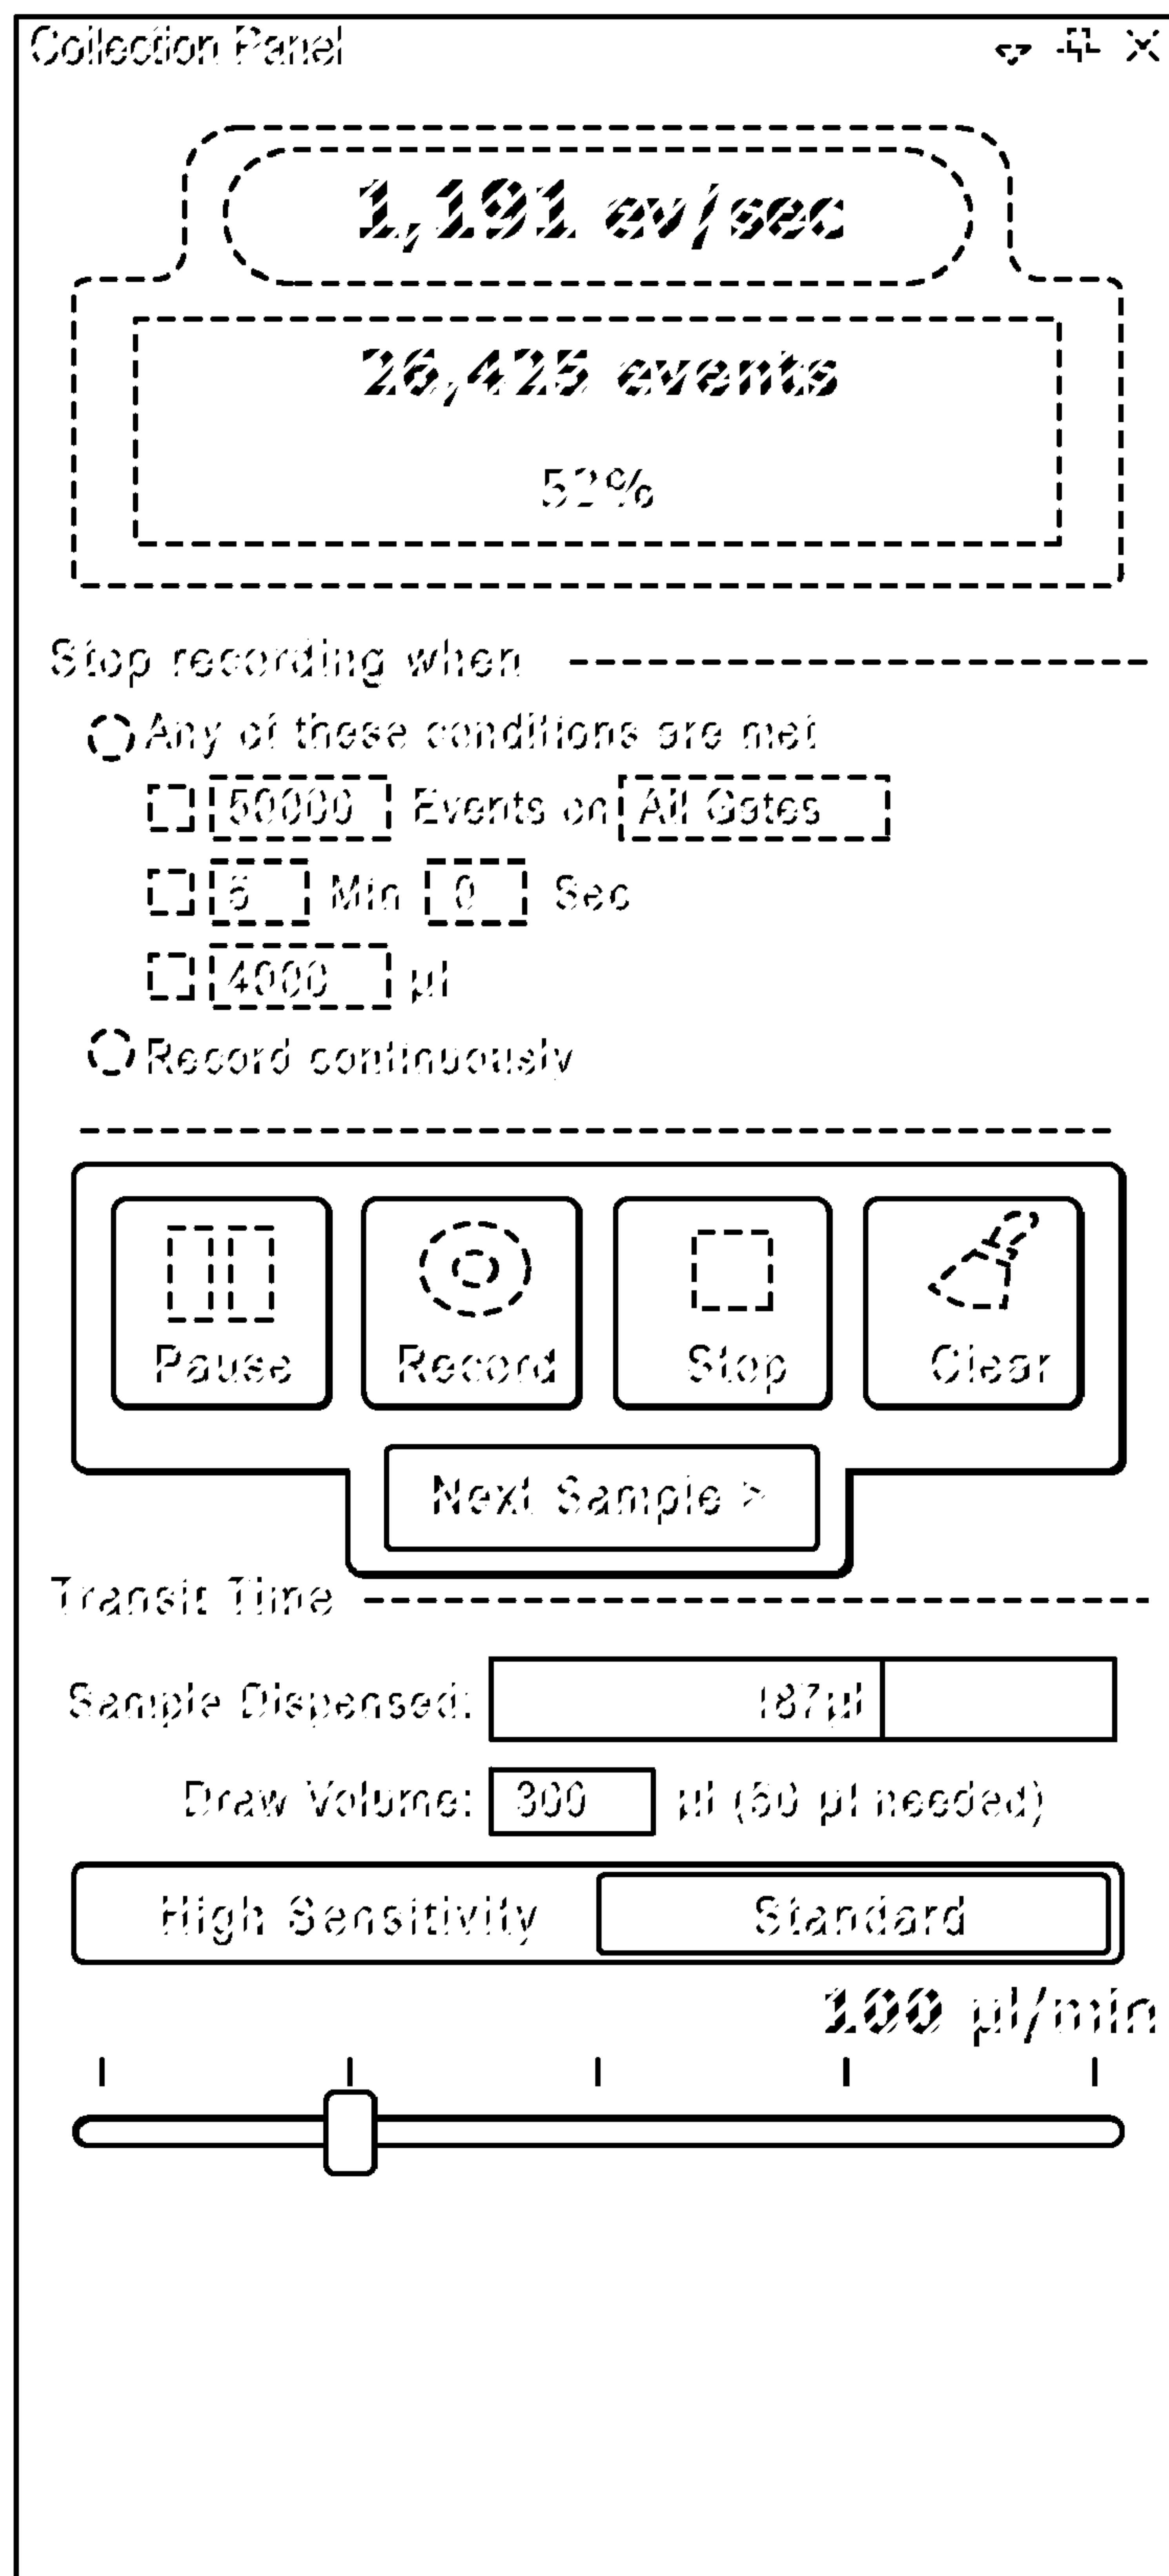 Collection Panel
1,191 ev/sec
26,425 events
52%
Stop recording when
Any of these conditions are met
50000 Events on All Gates
Min 0 Sec
4000 µl
Record continuously
Pause Record Stop Clear
Next Sample >
Transit Time
Sample Dispensed: 187µl
Draw Volume: 300 µl (60 µl needed)
High Sensitivity Standard
100 µl/min